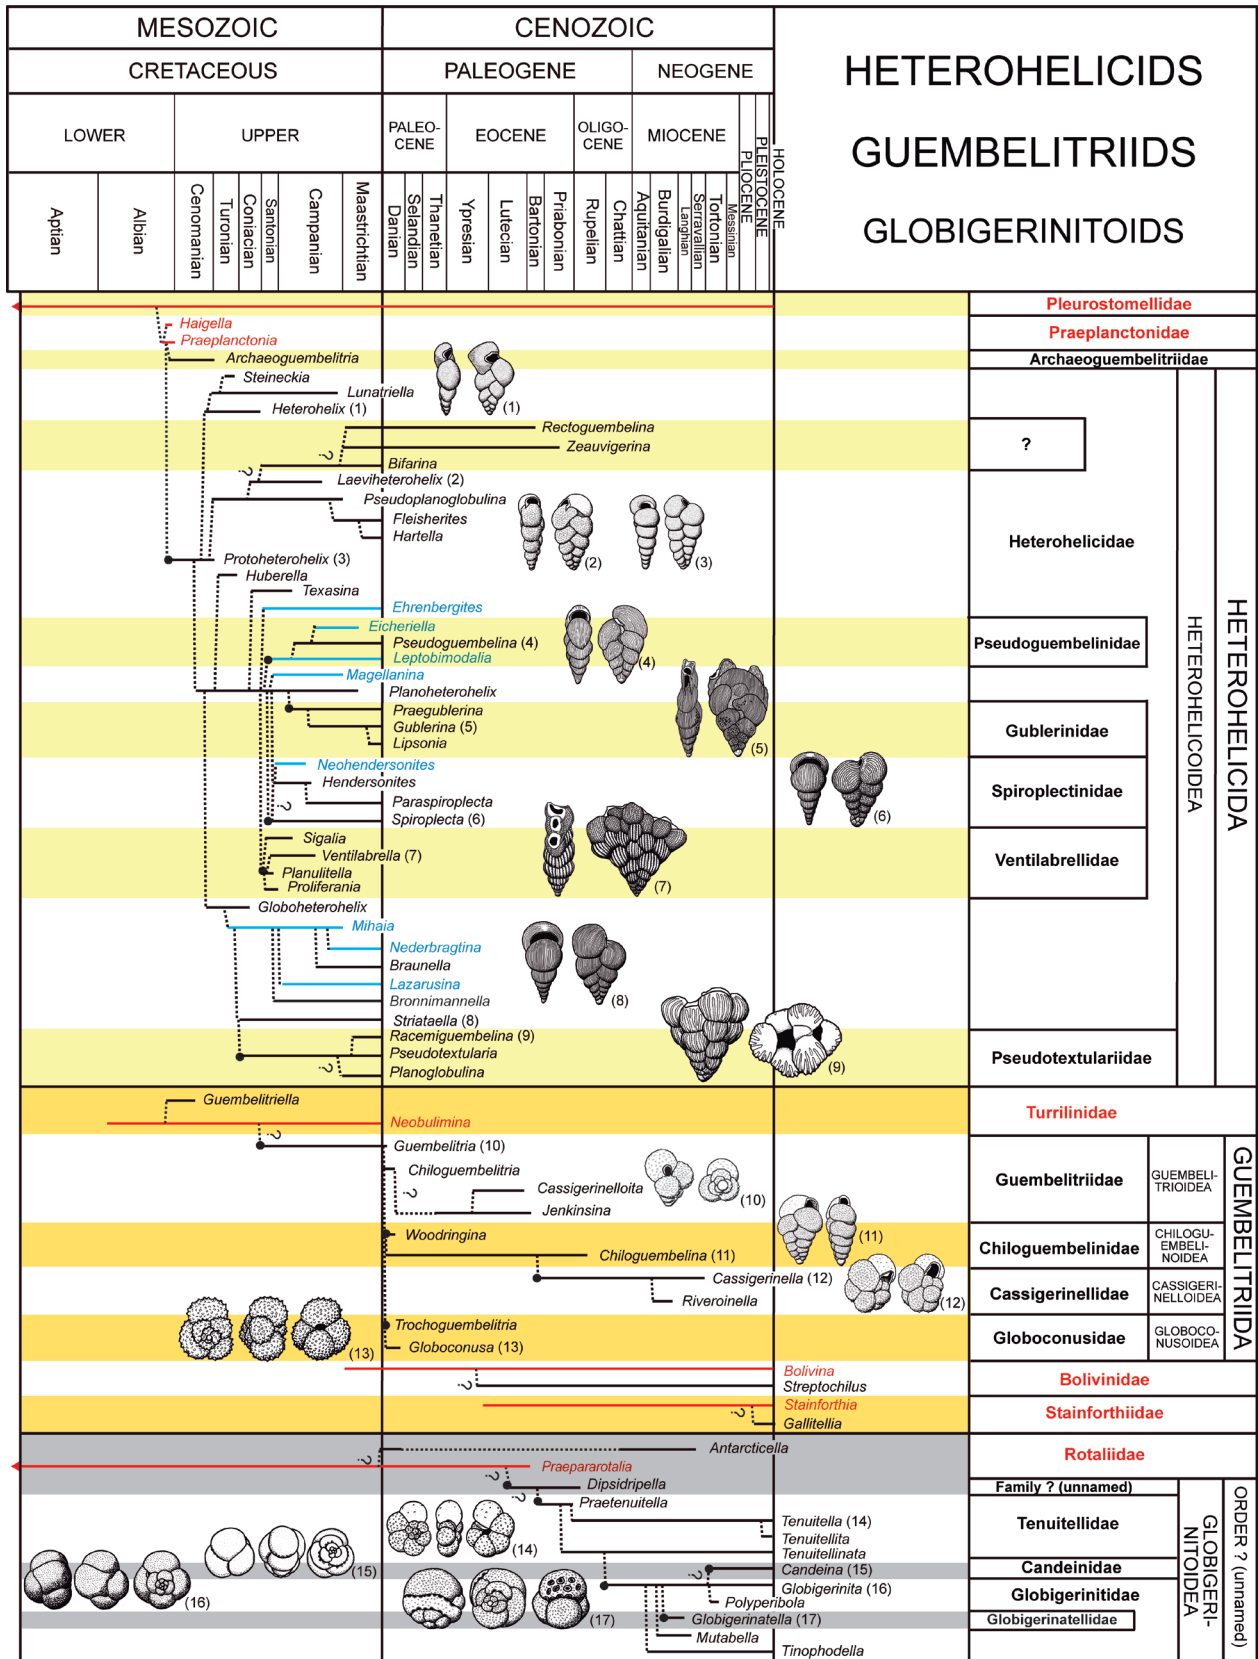 MESOZOIC
CENOZOIC
CRETACEOUS
PALEOGENE
NEOGENE
LOWER
UPPER
PALEO-
CENE
EOCENE
OLIGO-
CENE
MIOCENE
PLIOCENE
PLEISTOCENE
HOLOCENE
Aptian
Albian
Cenomanian
Turonian
Coniacian
Santonian
Campanian
Maastrichtian
Danian
Selandian
Thanetian
Ypresian
Lutecian
Bartonian
Priabonian
Rupelian
Chattian
Aquitanian
Burdigalian
Langhian
Serravallian
Tortonian
Messinian
HETEROHELICIDS
GUEMBELITRIIDS
GLOBIGERINITOIDS
Pleurostomellidae
Haigella
Praeplanctonia
Praeplanctonidae
Archaeoguembelitria
Archaeoguembelitriidae
Steineckia
Lunatriella
Heterohelix (1)
(1)
Rectoguembelina
Zeauvigerina
?
?
Bifarina
?
Laeviheterohelix (2)
Pseudoplanoglobulina
Fleisherites
Hartella
(2)
(3)
Heterohelicidae
Protoheterohelix (3)
Huberella
Texasina
Ehrenbergites
Eicheriella
Pseudoguembelina (4)
Leptobimodalia
(4)
Pseudoguembelinidae
Magellanina
Planoheterohelix
Praegublerina
Gublerina (5)
Lipsonia
(5)
Gublerinidae
Neohendersonites
Hendersonites
?
Paraspiroplecta
Spiroplecta (6)
(6)
Spiroplectinidae
Sigalia
Ventilabrella (7)
Planulitella
Proliferania
(7)
Ventilabrellidae
Globoheterohelix
Mihaia
Nederbragtina
Braunella
Lazarusina
Bronnimannella
Striataella (8)
(8)
Racemiguembelina (9)
Pseudotextularia
?
Planoglobulina
(9)
Pseudotextulariidae
HETEROHELICOIDEA
HETEROHELICIDA
Guembelitriella
Neobulimina
Turrilinidae
?
Guembelitria (10)
Chiloguembelitria
?
Cassigerinelloita
Jenkinsina
(10)
Guembelitriidae
GUEMBELI-
TRIOIDEA
Woodringina
Chiloguembelina (11)
(11)
Chiloguembelinidae
CHILOGU-
EMBELI-
NOIDEA
Cassigerinella (12)
Riveroinella
(12)
Cassigerinellidae
CASSIGERI-
NELLOIDEA
Trochoguembelitria
Globoconusa (13)
(13)
Globoconusidae
GLOBOCO-
NUSOIDEA
GUEMBELITRIIDA
Bolivina
?
Streptochilus
Bolivinidae
Stainforthia
?
Gallitellia
Stainforthiidae
Antarcticella
?
Praepararotalia
Rotaliidae
?
Dipsidripella
Family ? (unnamed)
?
Praetenuitella
Tenuitella (14)
Tenuitellita
Tenuitellinata
(14)
Tenuitellidae
(15)
?
Candeina (15)
Candeinidae
(16)
Globigerinita (16)
Polyperibola
Globigerinitidae
(17)
Globigerinatella (17)
Globigerinatellidae
Mutabella
Tinophodella
GLOBIGERI-
NITOIDEA
ORDER ? (unnamed)